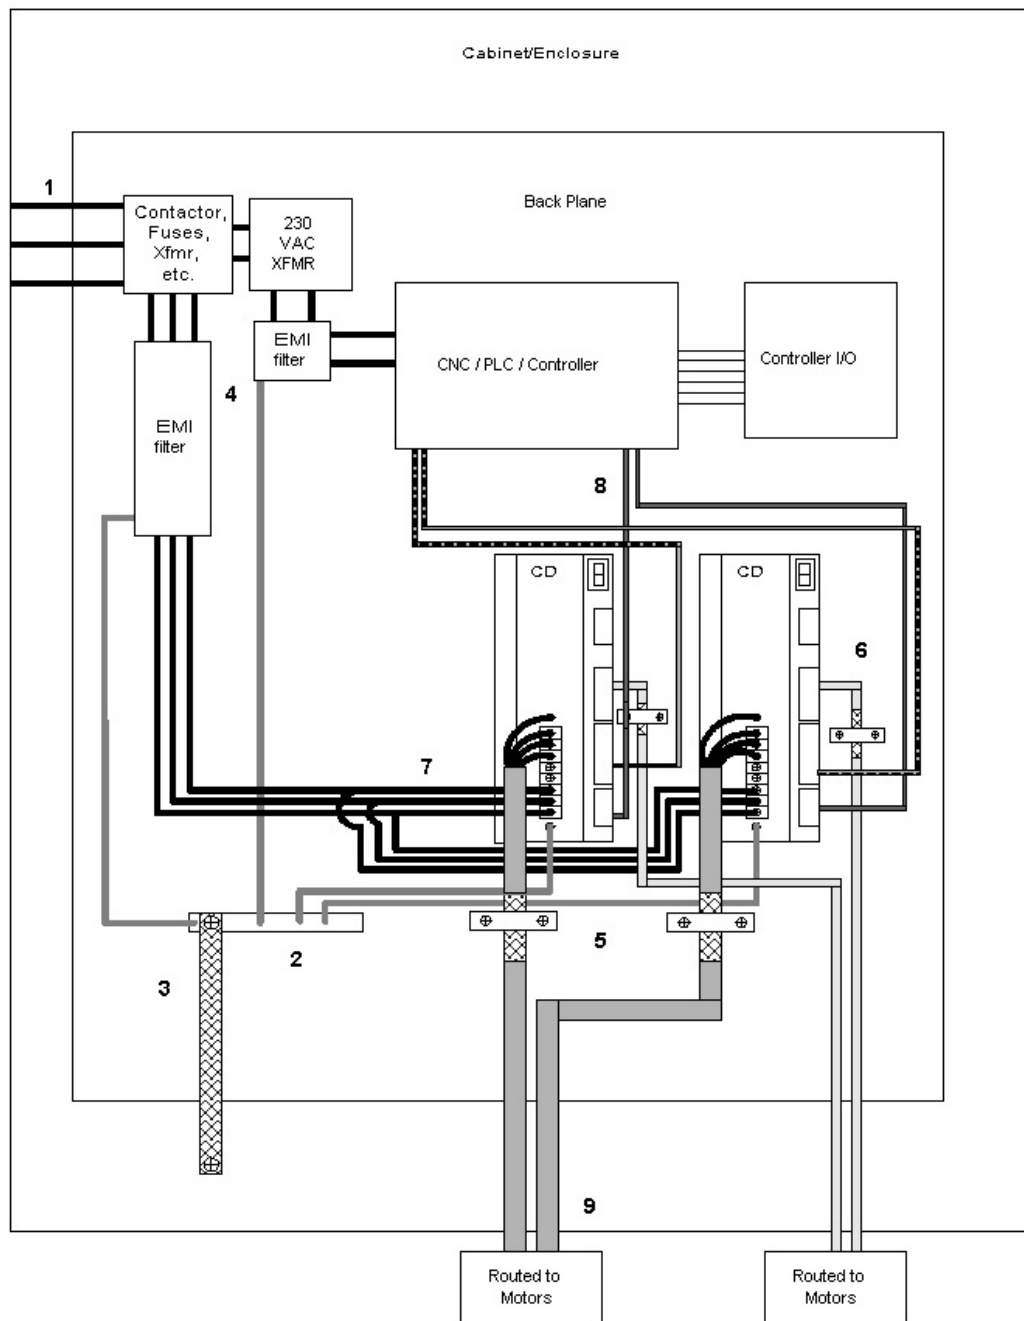 Cabinet/Enclosure
1
Back Plane
Contactor,
Fuses,
Xfmr,
etc.
230
VAC
XFMR
EMI
filter
CNC / PLC / Controller
Controller I/O
4
EMI
filter
8
CD
CD
6
7
5
2
3
9
Routed to
Motors
Routed to
Motors